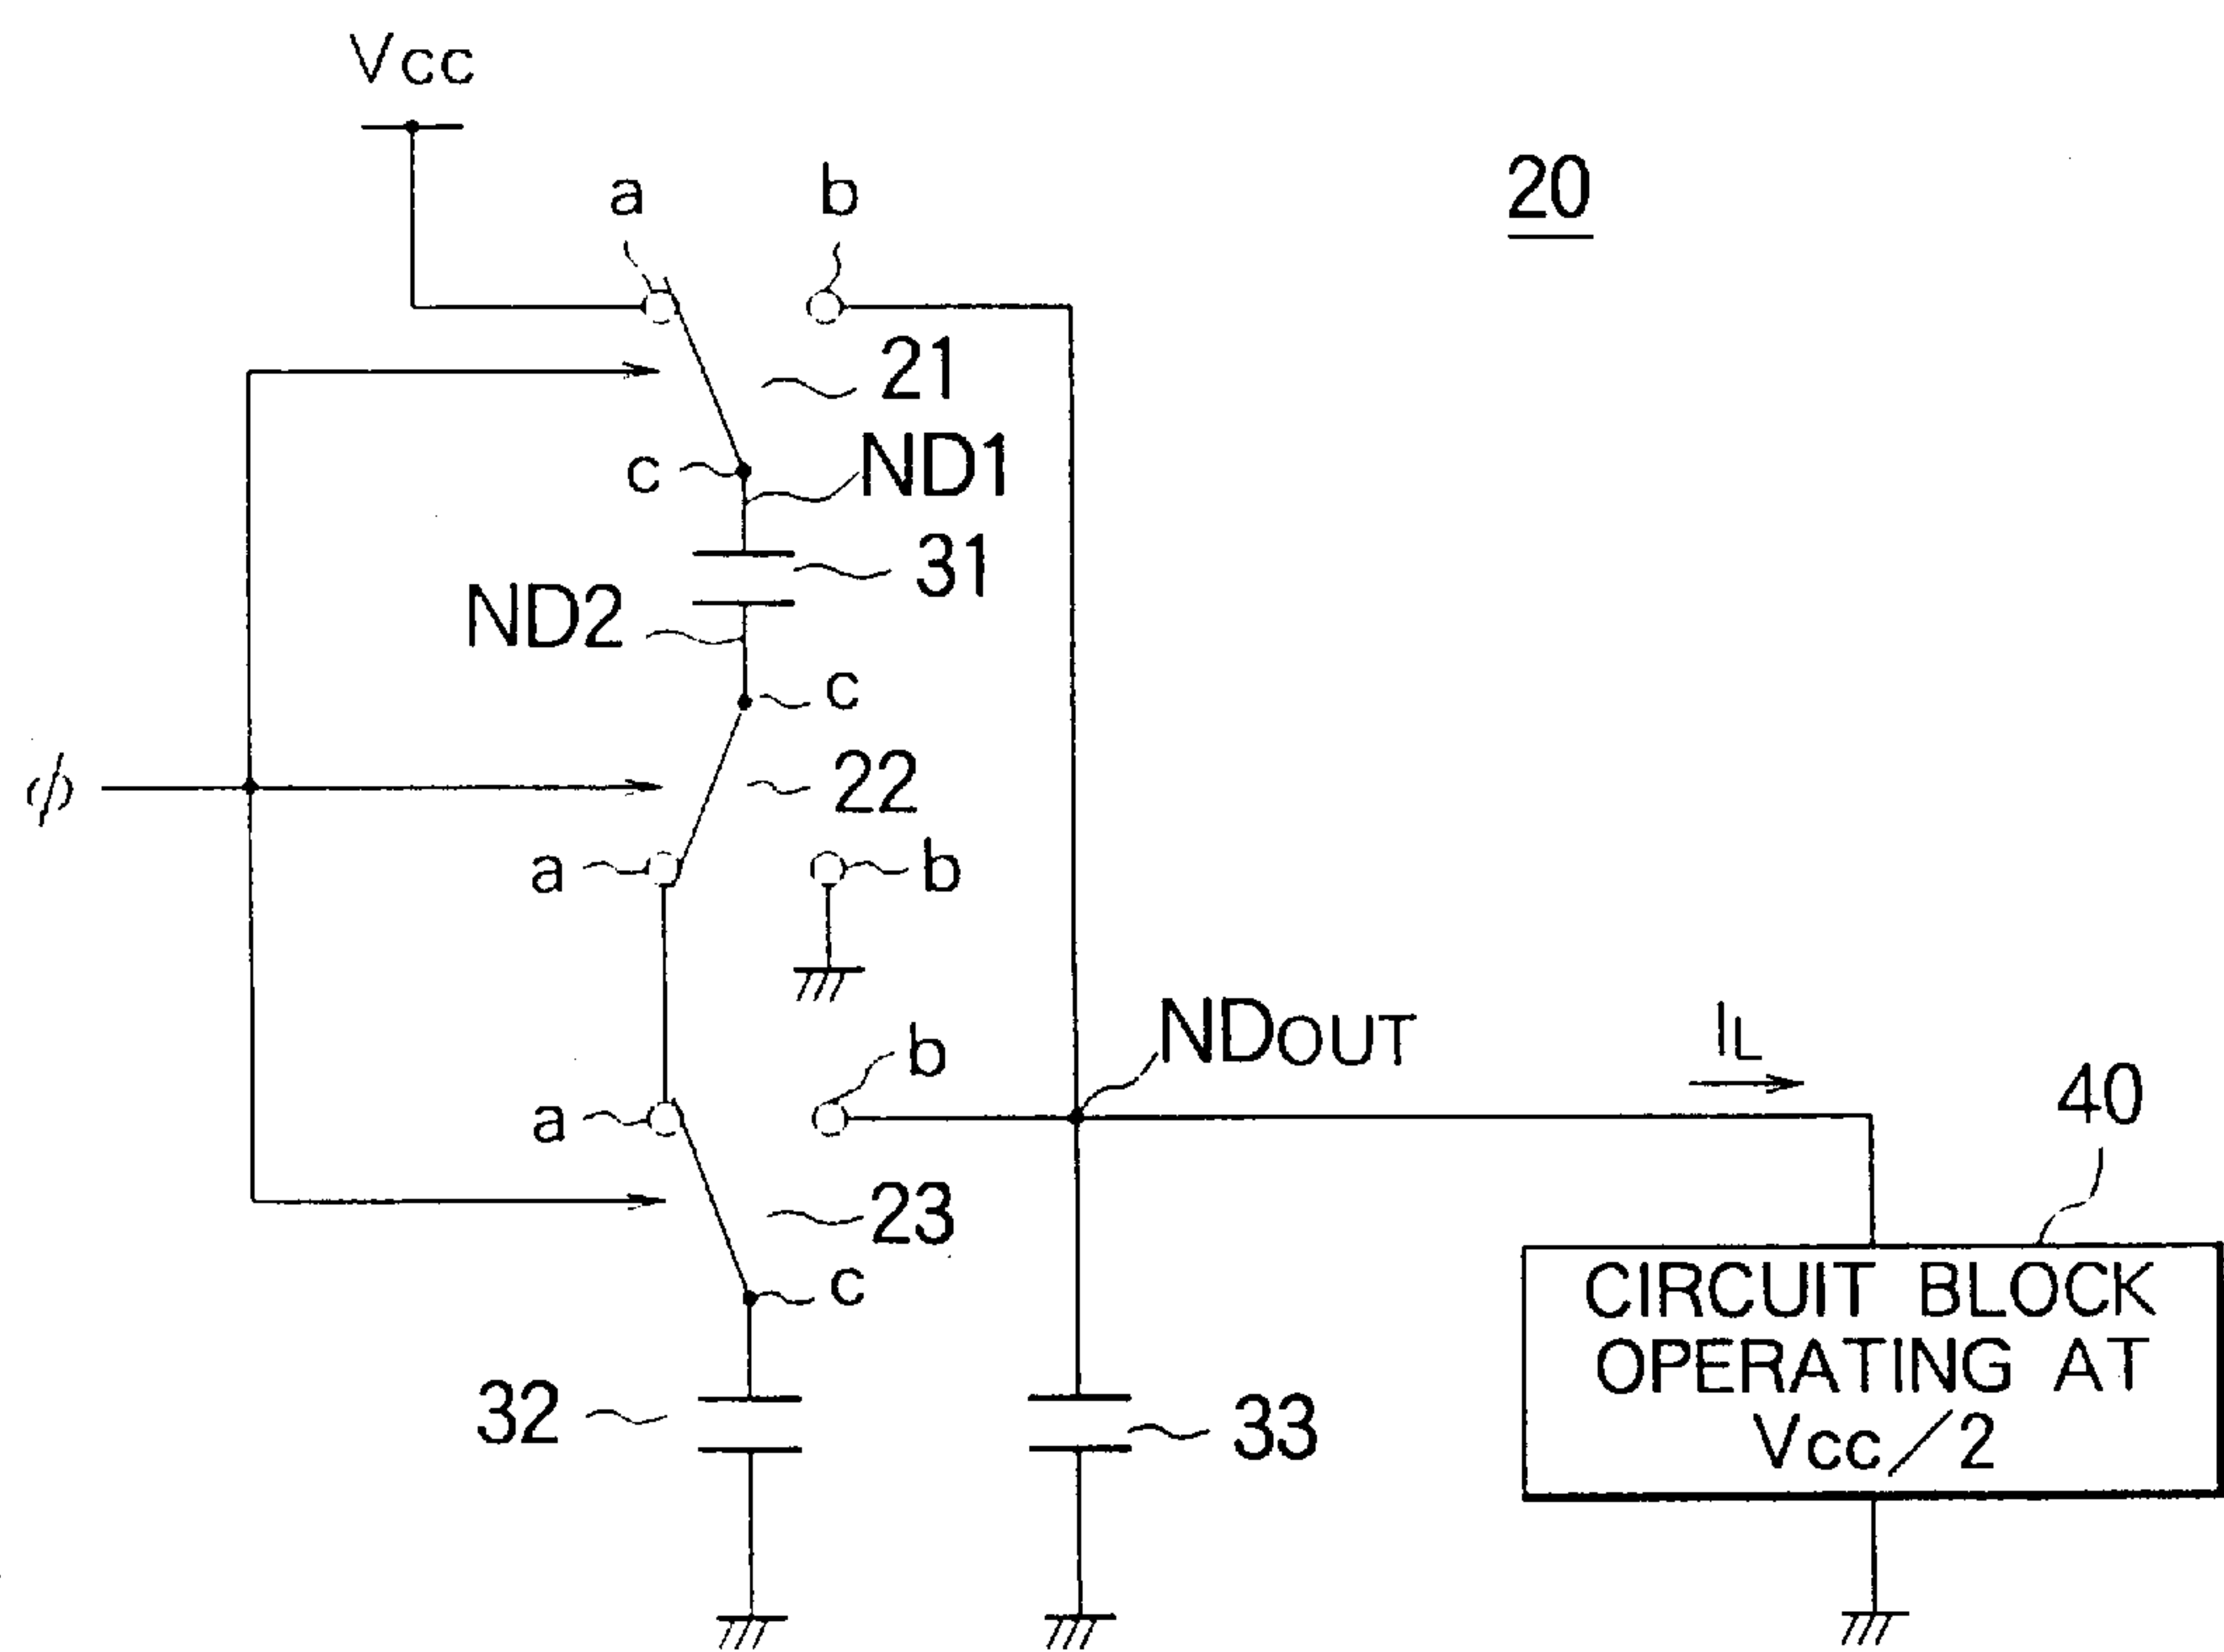 Vcc
20
a
b
21
c
ND1
31
ND2
c
ϕ
22
a
b
NDOUT
IL
b
a
40
23
c
CIRCUIT BLOCK
OPERATING AT
Vcc/2
32
33